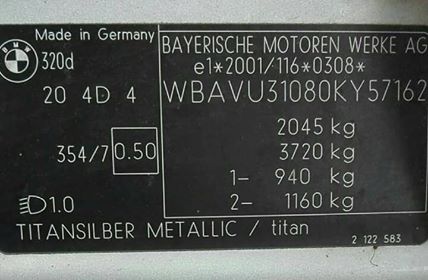 Made in Germany
BMW
320d
20 4D 4
354/7 0.50
1.0
BAYERISCHE MOTOREN WERKE AG
e1*2001/116*0308*
WBAVU31080KY57162
2045 kg
3720 kg
1- 940 kg
2- 1160 kg
TITANSILBER METALLIC / titan
2 122 583